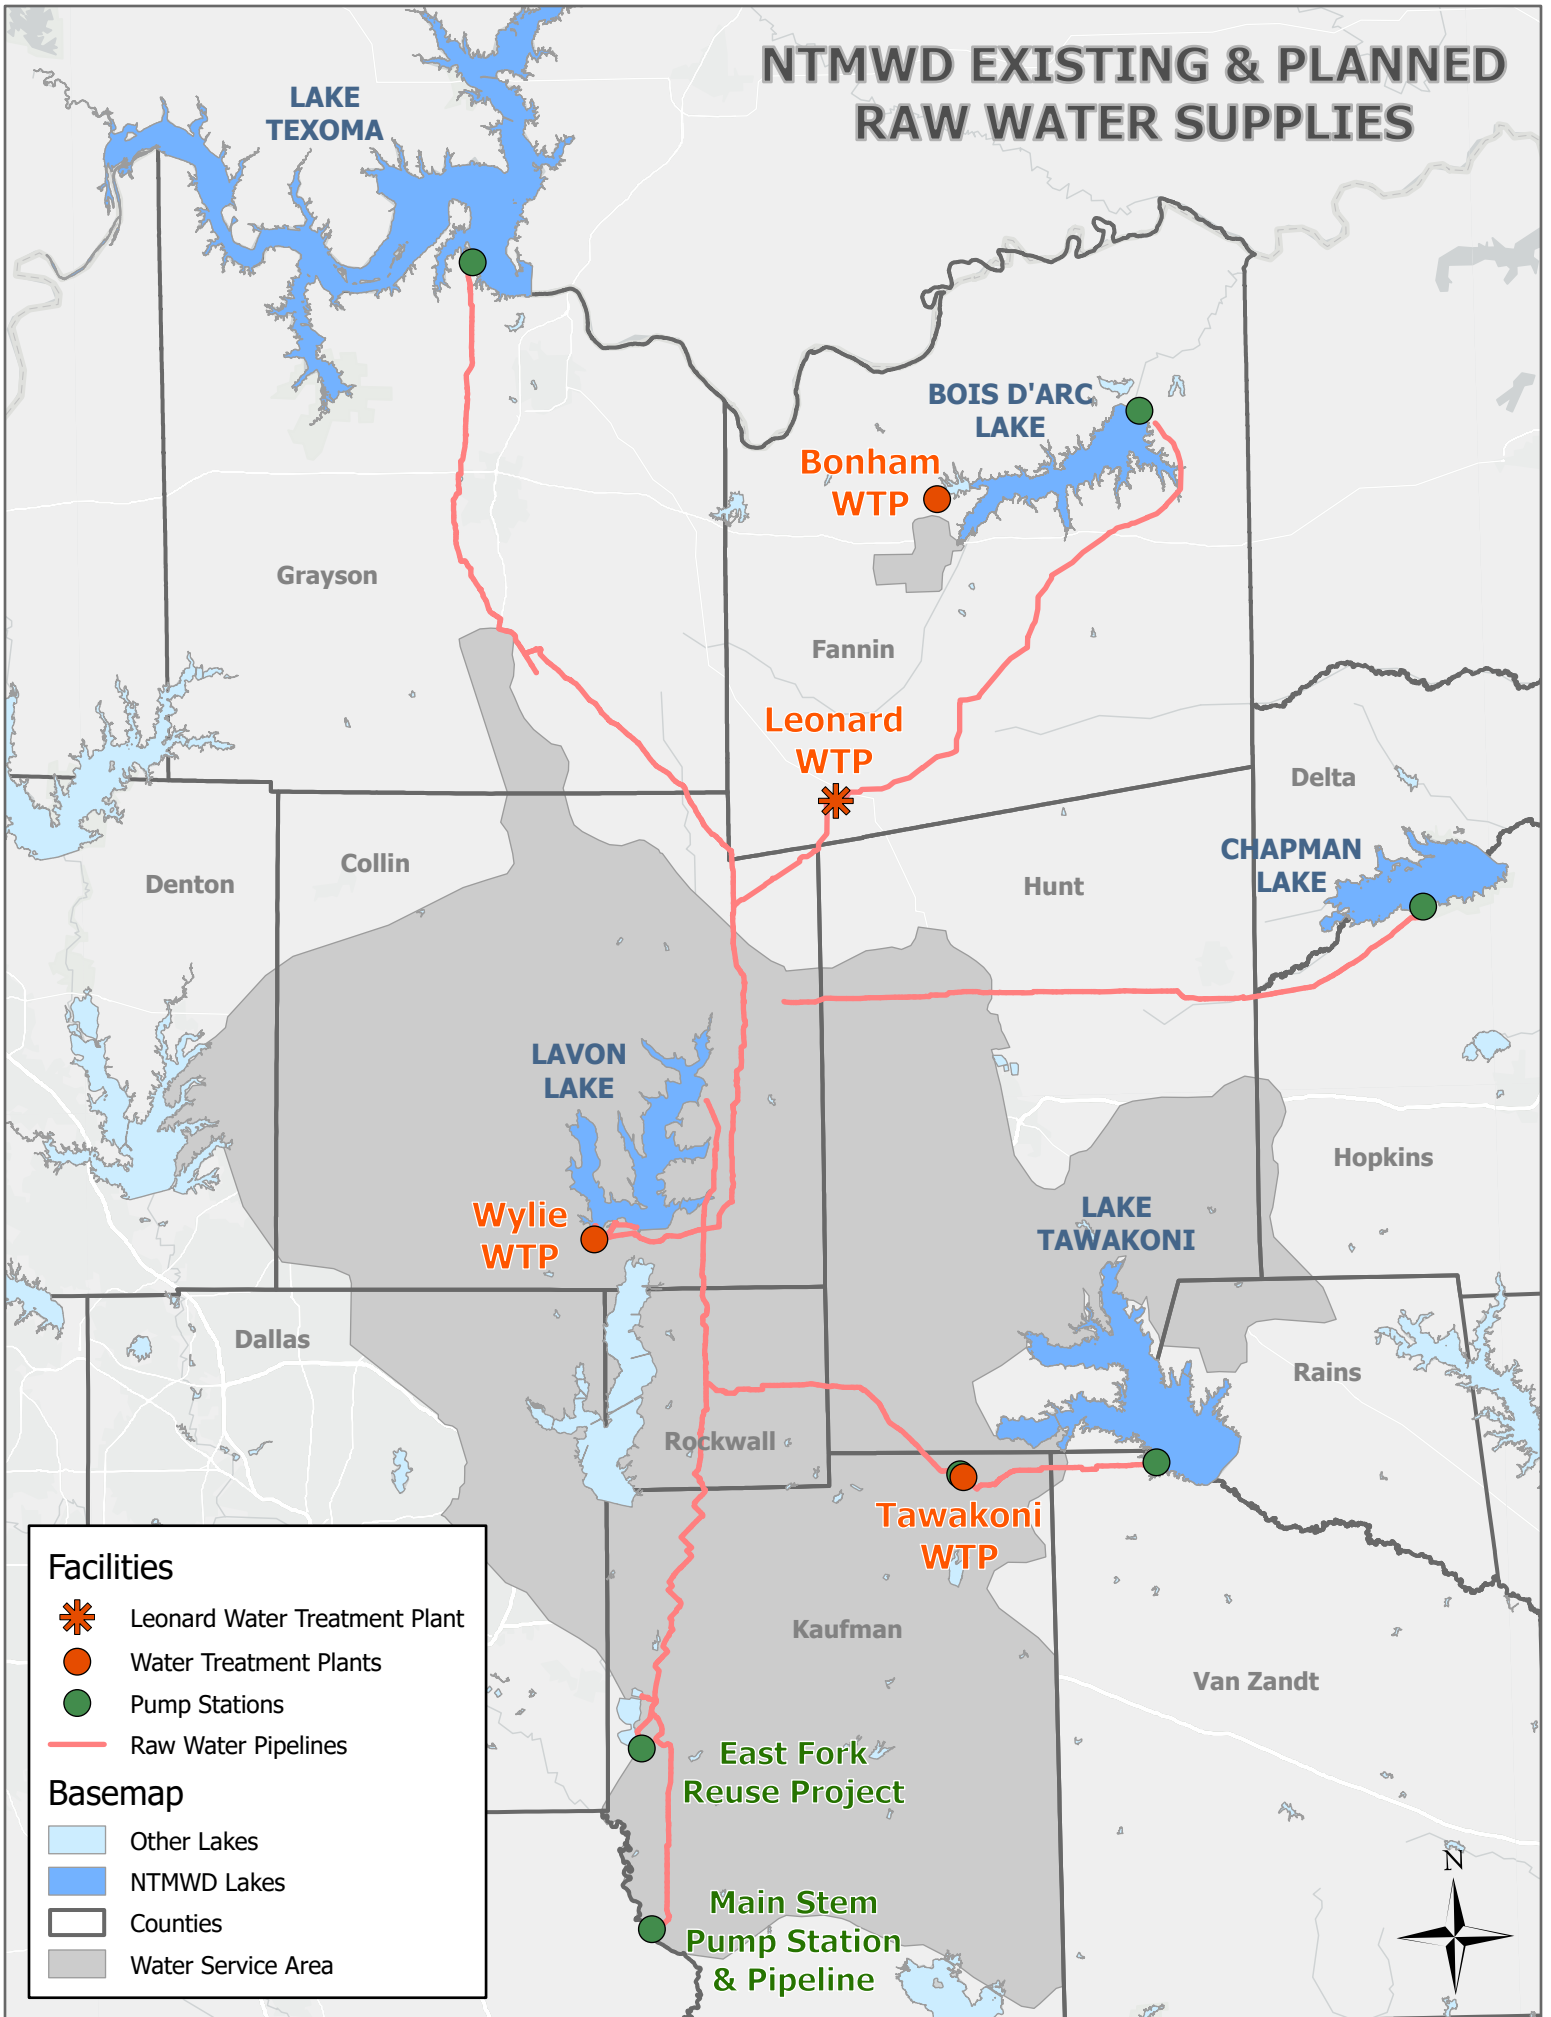 NTMWD EXISTING & PLANNED
RAW WATER SUPPLIES
LAKE
TEXOMA
BOIS D'ARC
LAKE
Bonham
WTP
Grayson
Fannin
Leonard
WTP
Delta
CHAPMAN
LAKE
Collin
Denton
Hunt
LAVON
LAKE
Hopkins
Wylie
WTP
LAKE
TAWAKONI
Dallas
Rains
Rockwall
Tawakoni
WTP
Kaufman
Van Zandt
East Fork
Reuse Project
Main Stem
Pump Station
& Pipeline
Facilities
Leonard Water Treatment Plant
Water Treatment Plants
Pump Stations
Raw Water Pipelines
Basemap
Other Lakes
NTMWD Lakes
Counties
Water Service Area
N